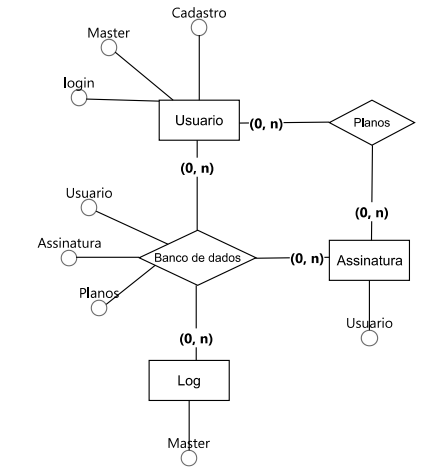 Cadastro
Master
login
Usuario
(0, n)
Planos
(0, n)
Usuario
(0, n)
Assinatura
Banco de dados
(0, n)
Assinatura
Planos
Usuario
(0, n)
Log
Master